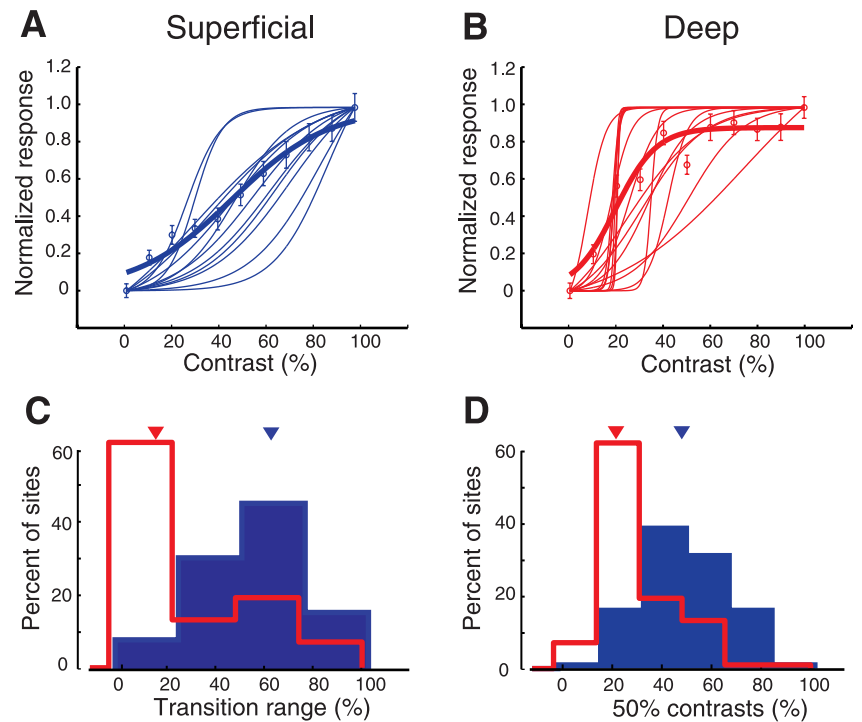 A Superficial B Deep
Normalized response
1.2
1.0
0.8
0.6
0.4
0.2
0
0 20 40 60 80 100
Contrast (%)
Normalized response
1.2
1.0
0.8
0.6
0.4
0.2
0
0 20 40 60 80 100
Contrast (%)
C
Percent of sites
60
40
20
0
0 20 40 60 80 100
Transition range (%)
D
Percent of sites
60
40
20
0
0 20 40 60 80 100
50% contrasts (%)